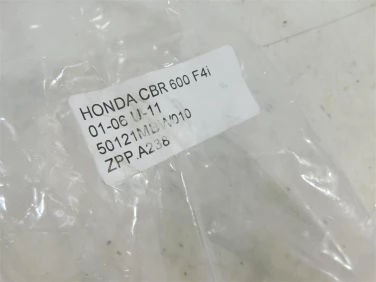 HONDA CBR 600 F4i
01-06 U-11
50121MBW010
ZPP.A238